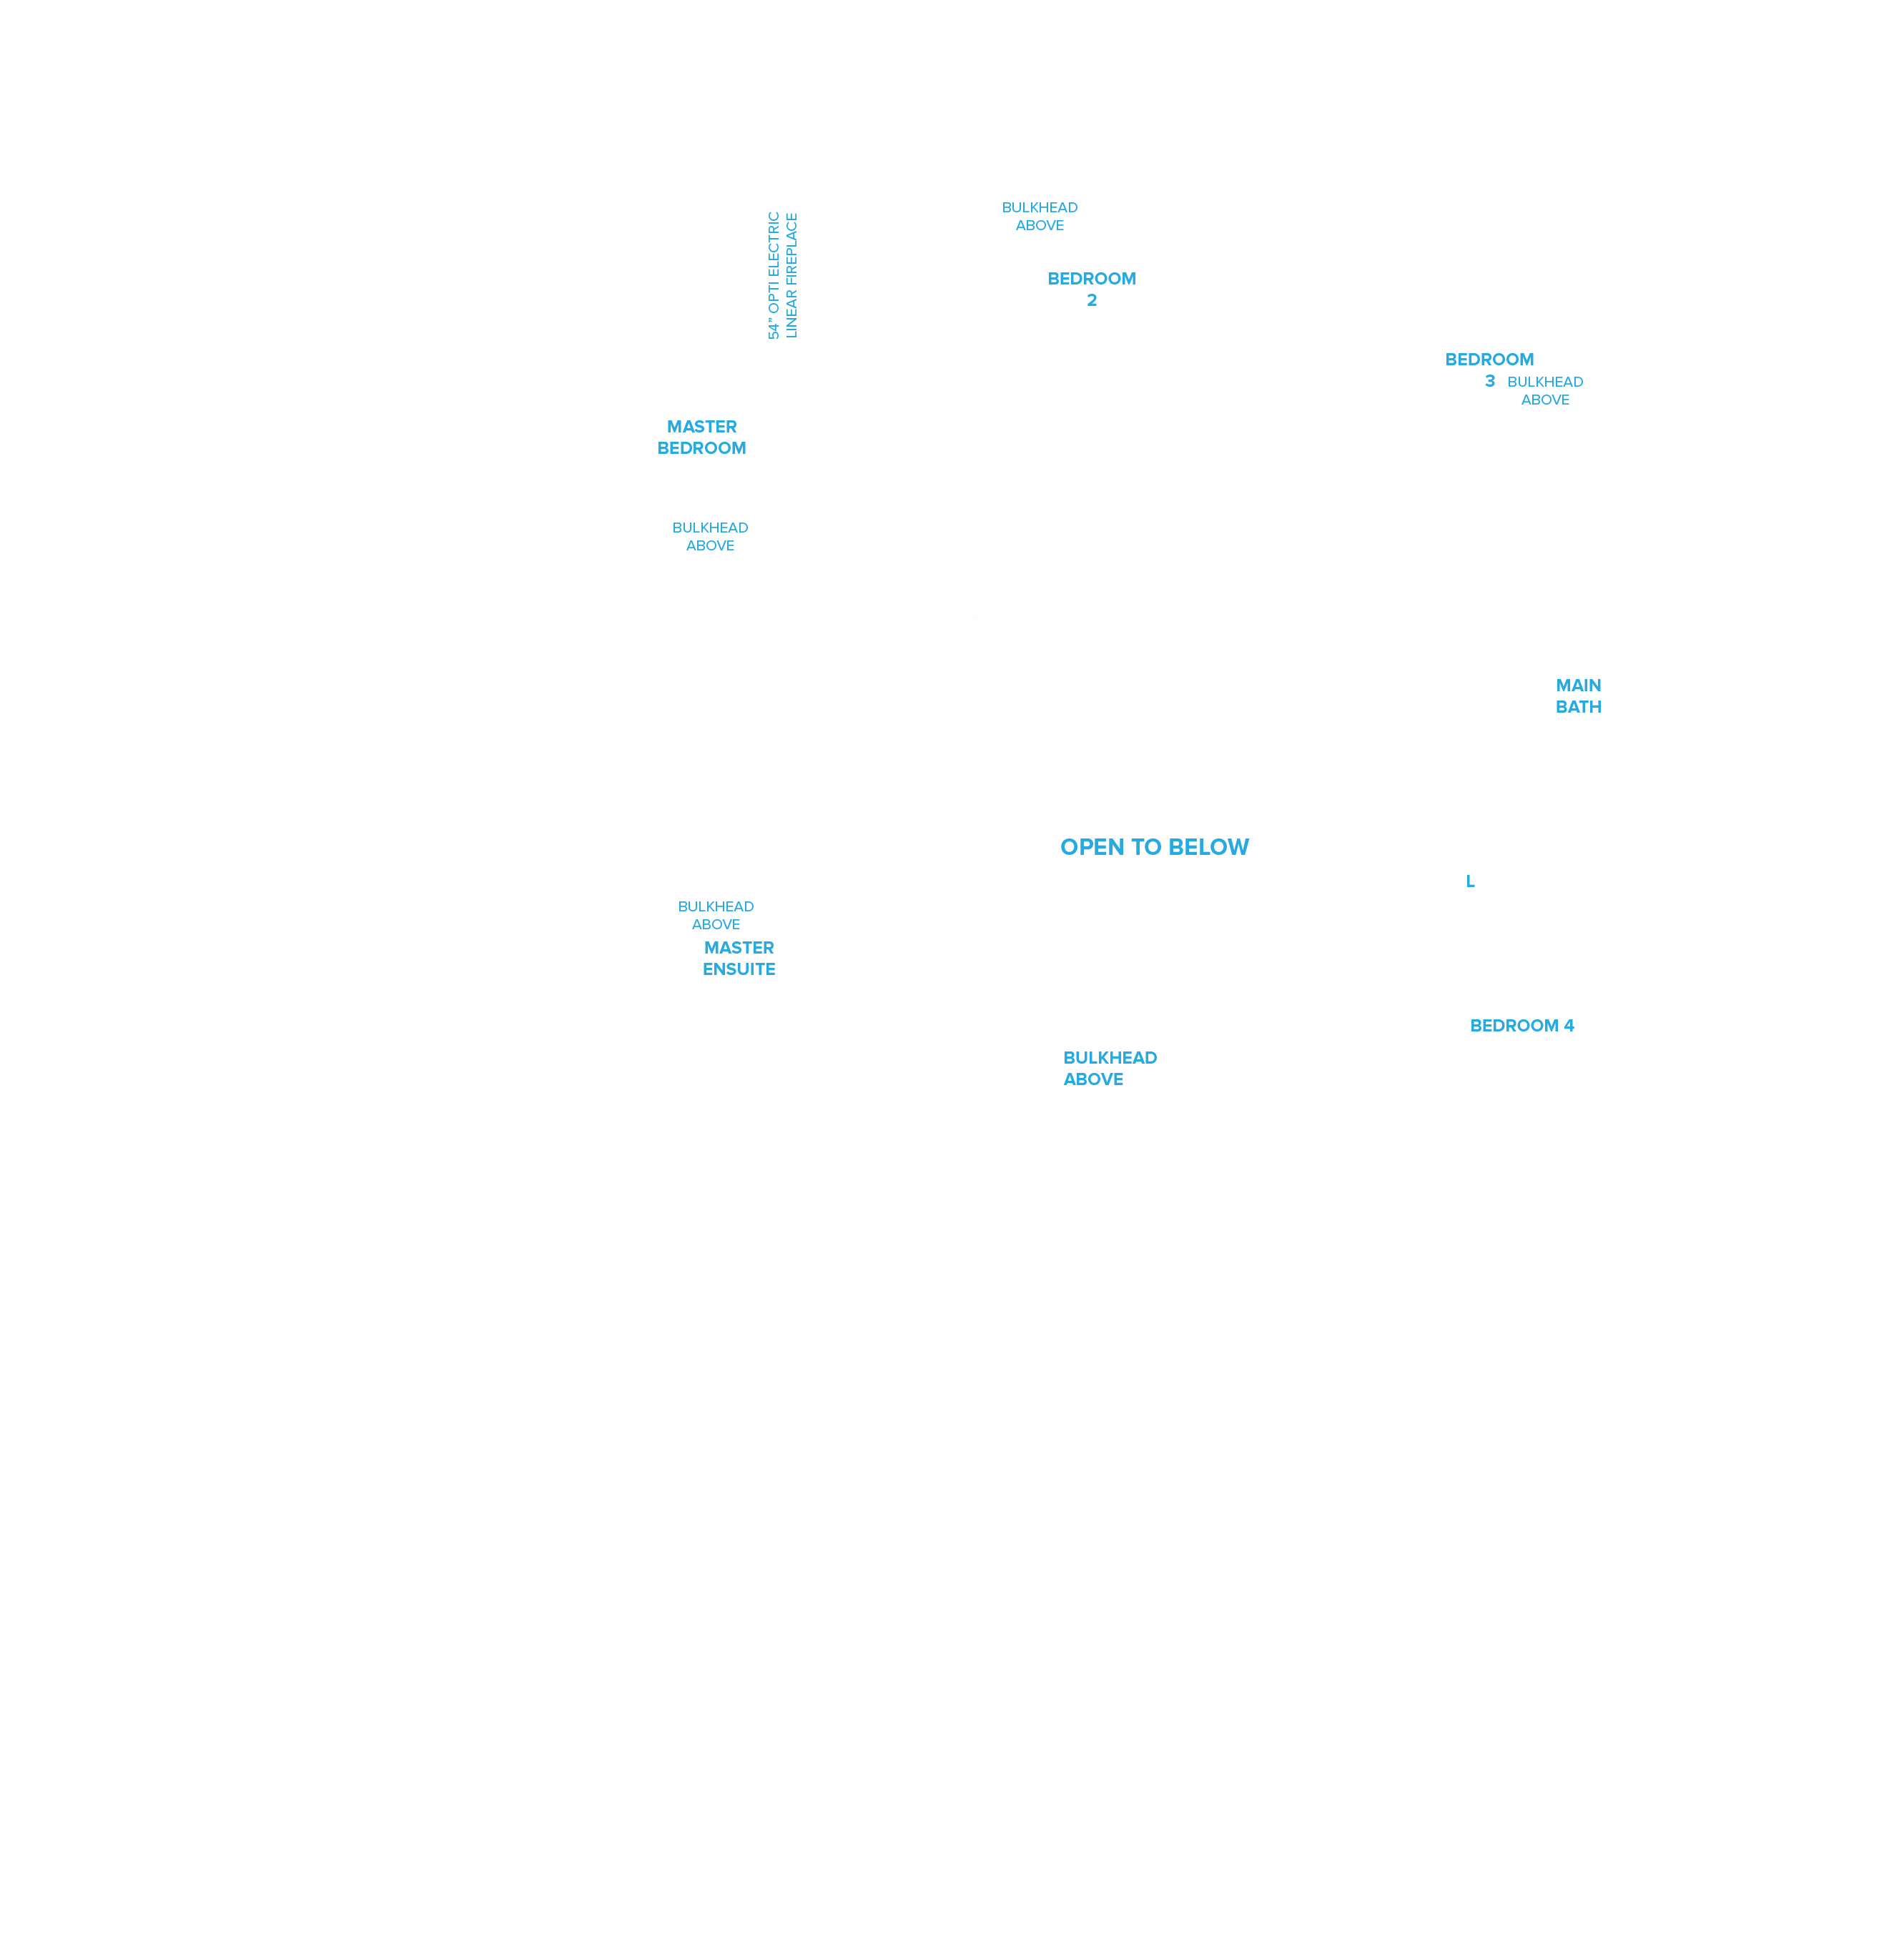 BULKHEAD
ABOVE
54" OPTI ELECTRIC
LINEAR FIREPLACE
BEDROOM
2
BEDROOM
3
BULKHEAD
ABOVE
MASTER
BEDROOM
BULKHEAD
ABOVE
MAIN
BATH
OPEN TO BELOW
L
BULKHEAD
ABOVE
MASTER
ENSUITE
BEDROOM 4
BULKHEAD
ABOVE